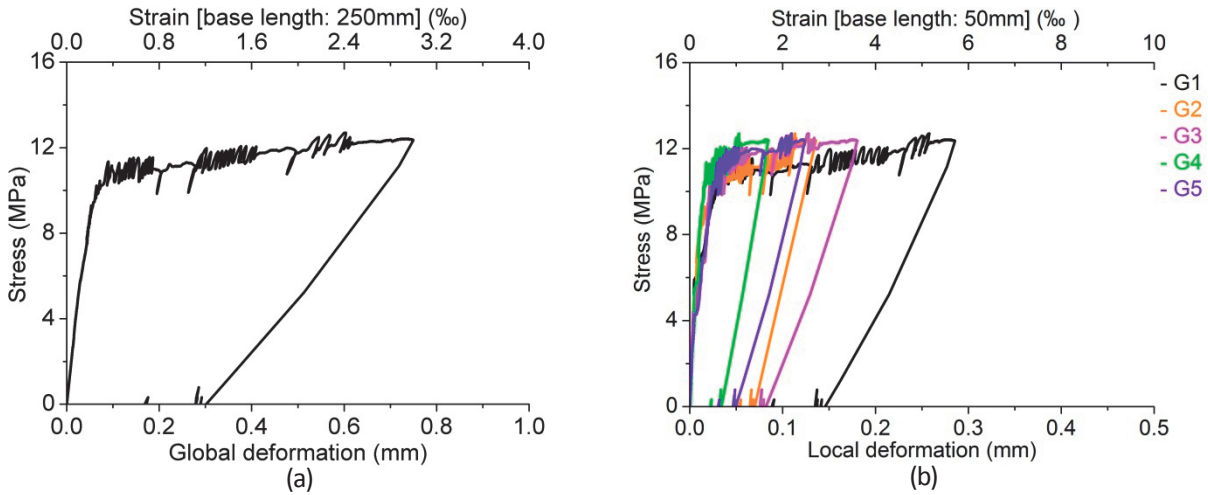 Strain [base length: 250mm] (‰)
0.0 0.8 1.6 2.4 3.2 4.0
16
12
8
4
0
Stress (MPa)
0.0 0.2 0.4 0.6 0.8 1.0
Global deformation (mm)
(a)
Strain [base length: 50mm] (‰)
0 2 4 6 8 10
16
12
8
4
0
Stress (MPa)
0.0 0.1 0.2 0.3 0.4 0.5
Local deformation (mm)
(b)
- G1
- G2
- G3
- G4
- G5